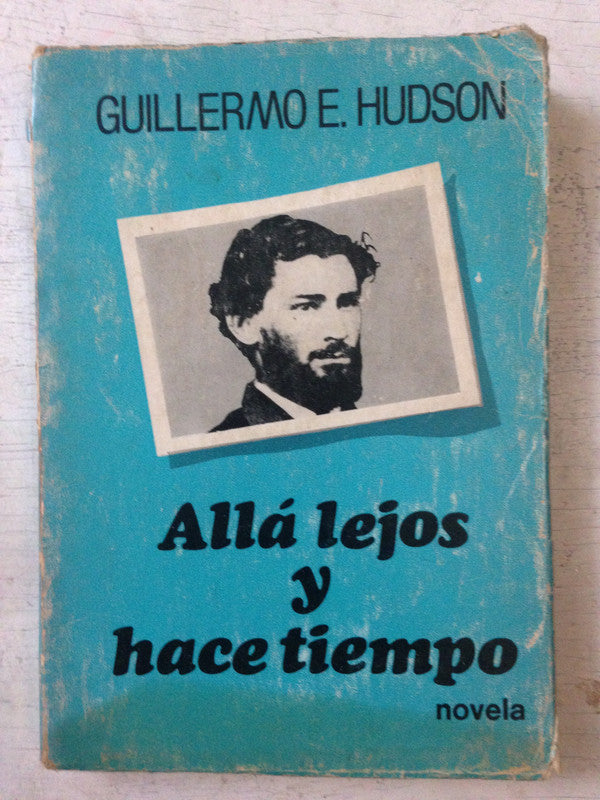 GUILLERMO E. HUDSON
Allá lejos
y
hace tiempo
novela